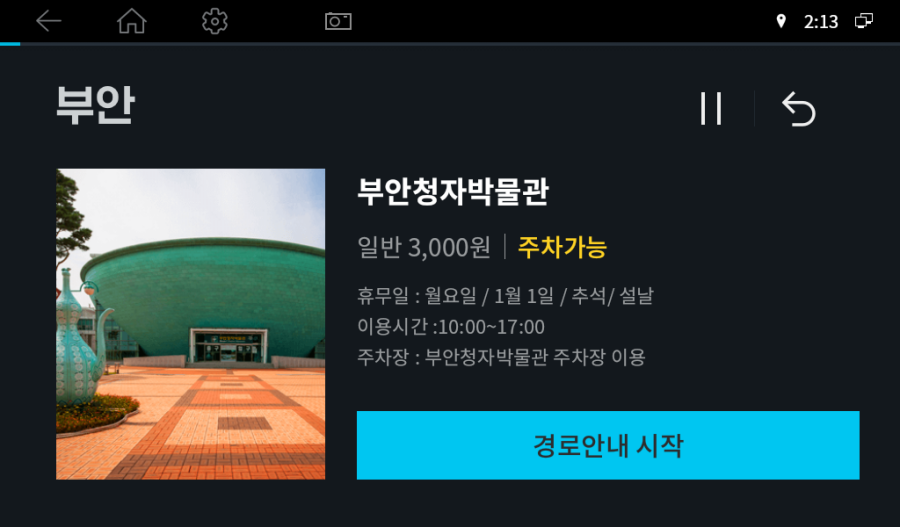 2:13
부안
부안청자박물관
일반 3,000원 | 주차가능
휴무일 : 월요일 / 1월 1일 / 추석/ 설날
이용시간 :10:00~17:00
주차장 : 부안청자박물관 주차장 이용
경로안내 시작